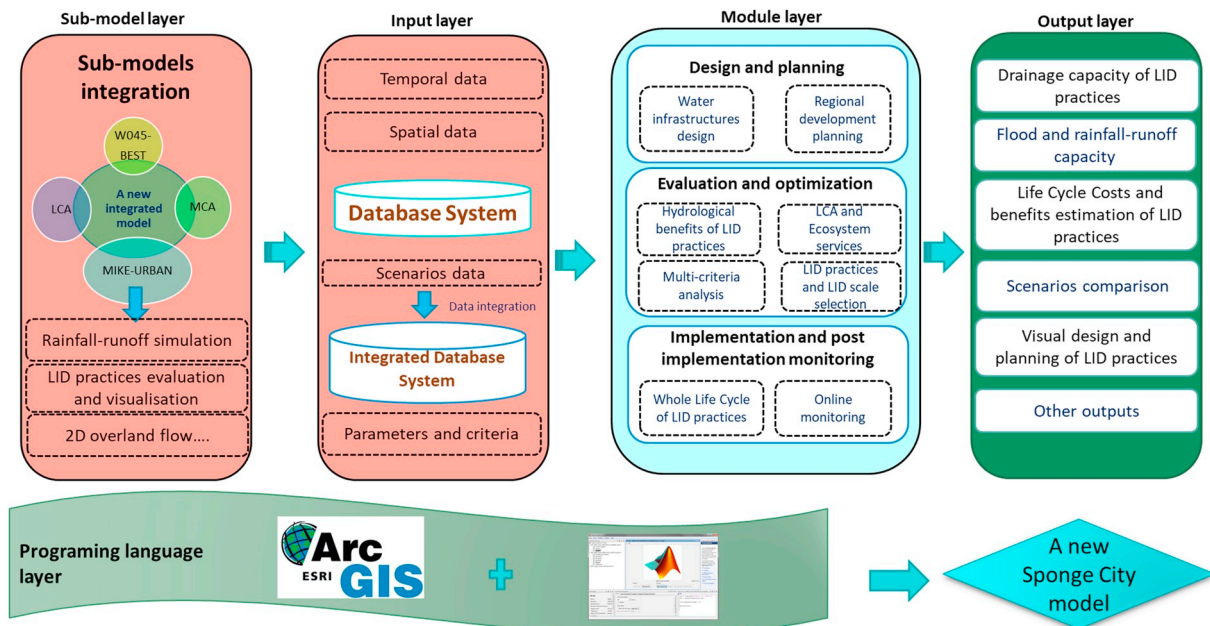 Sub-model layer
Sub-models
integration
W045-
BEST
LCA
A new
integrated
model
MCA
MIKE-URBAN
Rainfall-runoff simulation
LID practices evaluation
and visualisation
2D overland flow....
Input layer
Temporal data
Spatial data
Database System
Scenarios data
Data integration
Integrated Database
System
Parameters and criteria
Module layer
Design and planning
Water
infrastructures
design
Regional
development
planning
Evaluation and optimization
Hydrological
benefits of LID
practices
LCA and
Ecosystem
services
Multi-criteria
analysis
LID practices
and LID scale
selection
Implementation and post
implementation monitoring
Whole Life Cycle
of LID practices
Online
monitoring
Output layer
Drainage capacity of LID
practices
Flood and rainfall-runoff
capacity
Life Cycle Costs and
benefits estimation of LID
practices
Scenarios comparison
Visual design and
planning of LID practices
Other outputs
Programing language
layer
Arc
ESRI
GIS
+
A new
Sponge City
model